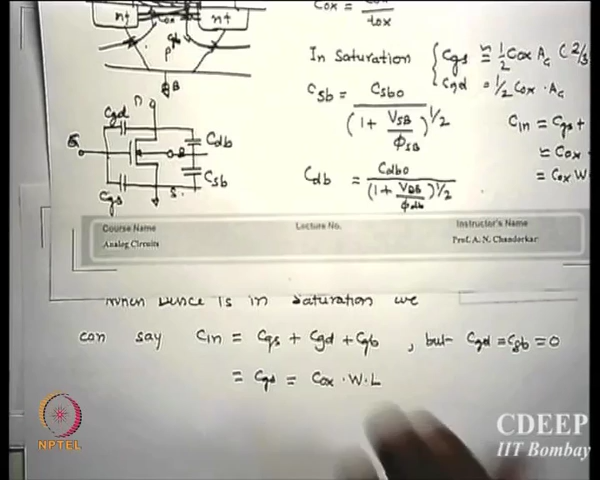 n+ Cox n+
Cox = Cox / tox
P
B
In Saturation { Cgs ≈ 1/2 Cox AG (2/3
Cgd = 1/2 Cox · AG
Csb = Csbo / (1 + VSB/φSB)^1/2
Cin = Cgs +
≈ Cox
= Cox W
Cdb = Cdbo / (1 + VDB/φdb)^1/2
D
Cgd
Cdb
G
Csb
S
Cgs
Course Name Lecture No. Instructor's Name
Analog Circuits Prof. A. N. Chandorkar
When Device is in Saturation we
can say Cin = Cgs + Cgd + Cgb , but Cgd = Cgb = 0
= Cgs = Cox · W · L
NPTEL
CDEEP
IIT Bombay